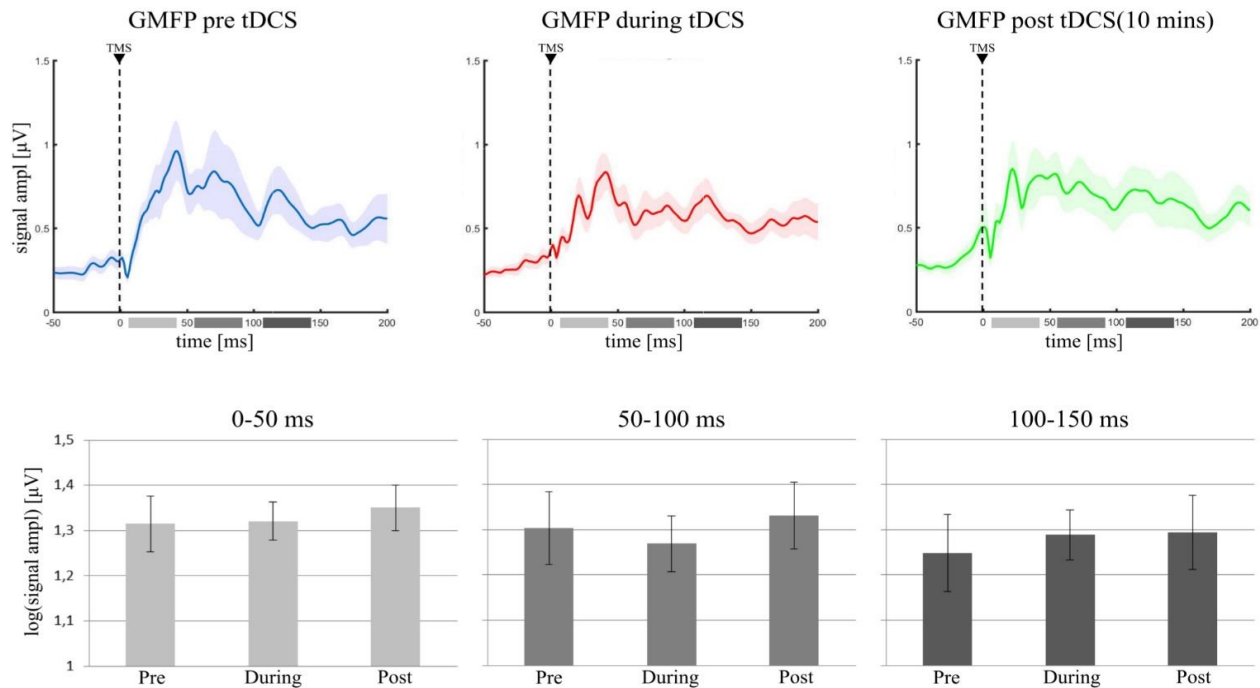 GMFP pre tDCS
GMFP during tDCS
GMFP post tDCS(10 mins)
TMS
TMS
TMS
1.5
1
0.5
0
signal ampl [µV]
-50
0
50
100
150
200
time [ms]
1.5
1
0.5
0
-50
0
50
100
150
200
time [ms]
1.5
1
0.5
0
-50
0
50
100
150
200
time [ms]
0-50 ms
50-100 ms
100-150 ms
log(signal ampl) [µV]
1,5
1,4
1,3
1,2
1,1
1
Pre
During
Post
Pre
During
Post
Pre
During
Post